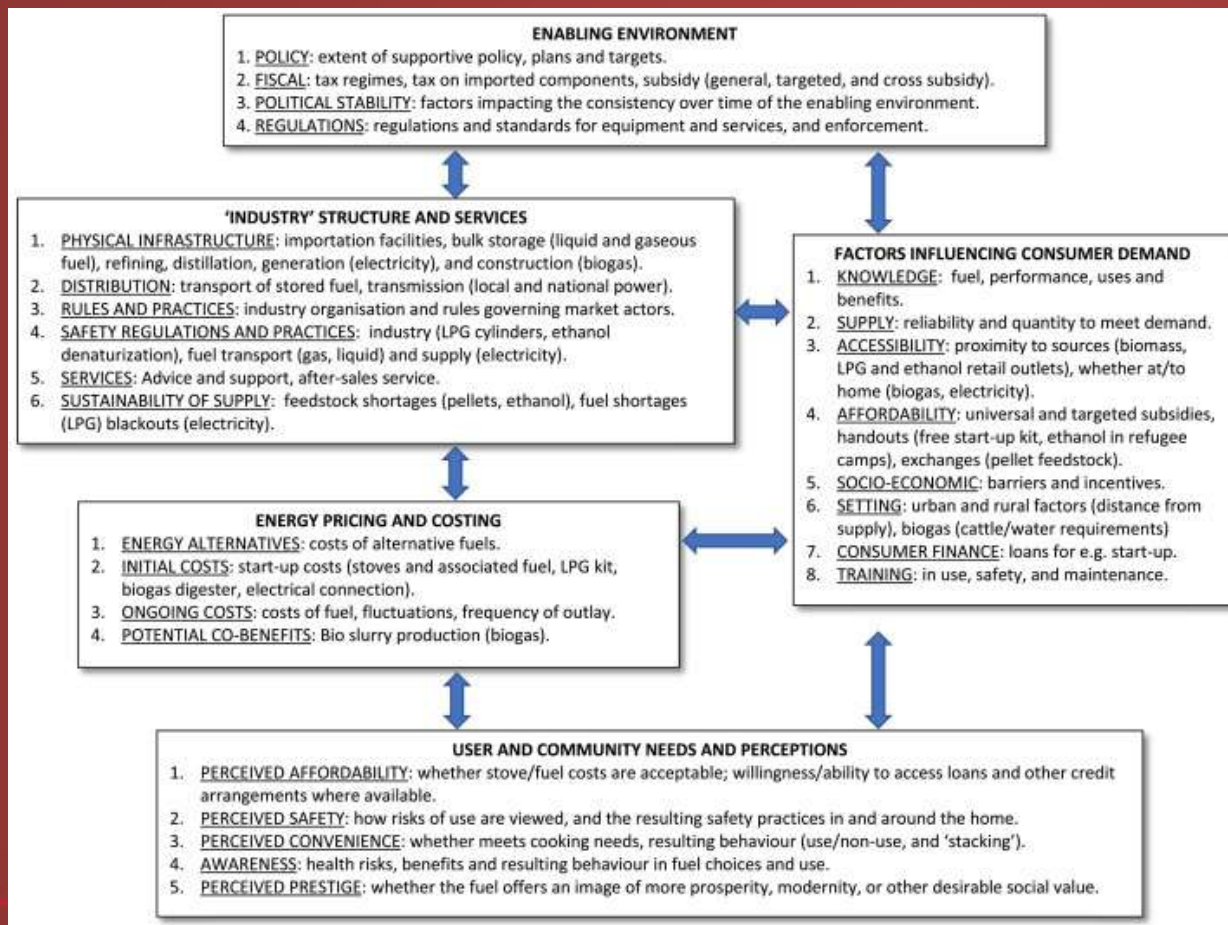 ENABLING ENVIRONMENT
1. POLICY: extent of supportive policy, plans and targets.
2. FISCAL: tax regimes, tax on imported components, subsidy (general, targeted, and cross subsidy).
3. POLITICAL STABILITY: factors impacting the consistency over time of the enabling environment.
4. REGULATIONS: regulations and standards for equipment and services, and enforcement.
'INDUSTRY' STRUCTURE AND SERVICES
1. PHYSICAL INFRASTRUCTURE: importation facilities, bulk storage (liquid and gaseous
fuel), refining, distillation, generation (electricity), and construction (biogas).
2. DISTRIBUTION: transport of stored fuel, transmission (local and national power).
3. RULES AND PRACTICES: industry organisation and rules governing market actors.
4. SAFETY REGULATIONS AND PRACTICES: industry (LPG cylinders, ethanol
denaturization), fuel transport (gas, liquid) and supply (electricity).
5. SERVICES: Advice and support, after-sales service.
6. SUSTAINABILITY OF SUPPLY: feedstock shortages (pellets, ethanol), fuel shortages
(LPG) blackouts (electricity).
FACTORS INFLUENCING CONSUMER DEMAND
1. KNOWLEDGE: fuel, performance, uses and
benefits.
2. SUPPLY: reliability and quantity to meet demand.
3. ACCESSIBILITY: proximity to sources (biomass,
LPG and ethanol retail outlets), whether at/to
home (biogas, electricity).
4. AFFORDABILITY: universal and targeted subsidies,
handouts (free start-up kit, ethanol in refugee
camps), exchanges (pellet feedstock).
5. SOCIO-ECONOMIC: barriers and incentives.
6. SETTING: urban and rural factors (distance from
supply), biogas (cattle/water requirements)
7. CONSUMER FINANCE: loans for e.g. start-up.
8. TRAINING: in use, safety, and maintenance.
ENERGY PRICING AND COSTING
1. ENERGY ALTERNATIVES: costs of alternative fuels.
2. INITIAL COSTS: start-up costs (stoves and associated fuel, LPG kit,
biogas digester, electrical connection).
3. ONGOING COSTS: costs of fuel, fluctuations, frequency of outlay.
4. POTENTIAL CO-BENEFITS: Bio slurry production (biogas).
USER AND COMMUNITY NEEDS AND PERCEPTIONS
1. PERCEIVED AFFORDABILITY: whether stove/fuel costs are acceptable; willingness/ability to access loans and other credit
arrangements where available.
2. PERCEIVED SAFETY: how risks of use are viewed, and the resulting safety practices in and around the home.
3. PERCEIVED CONVENIENCE: whether meets cooking needs, resulting behaviour (use/non-use, and 'stacking').
4. AWARENESS: health risks, benefits and resulting behaviour in fuel choices and use.
5. PERCEIVED PRESTIGE: whether the fuel offers an image of more prosperity, modernity, or other desirable social value.